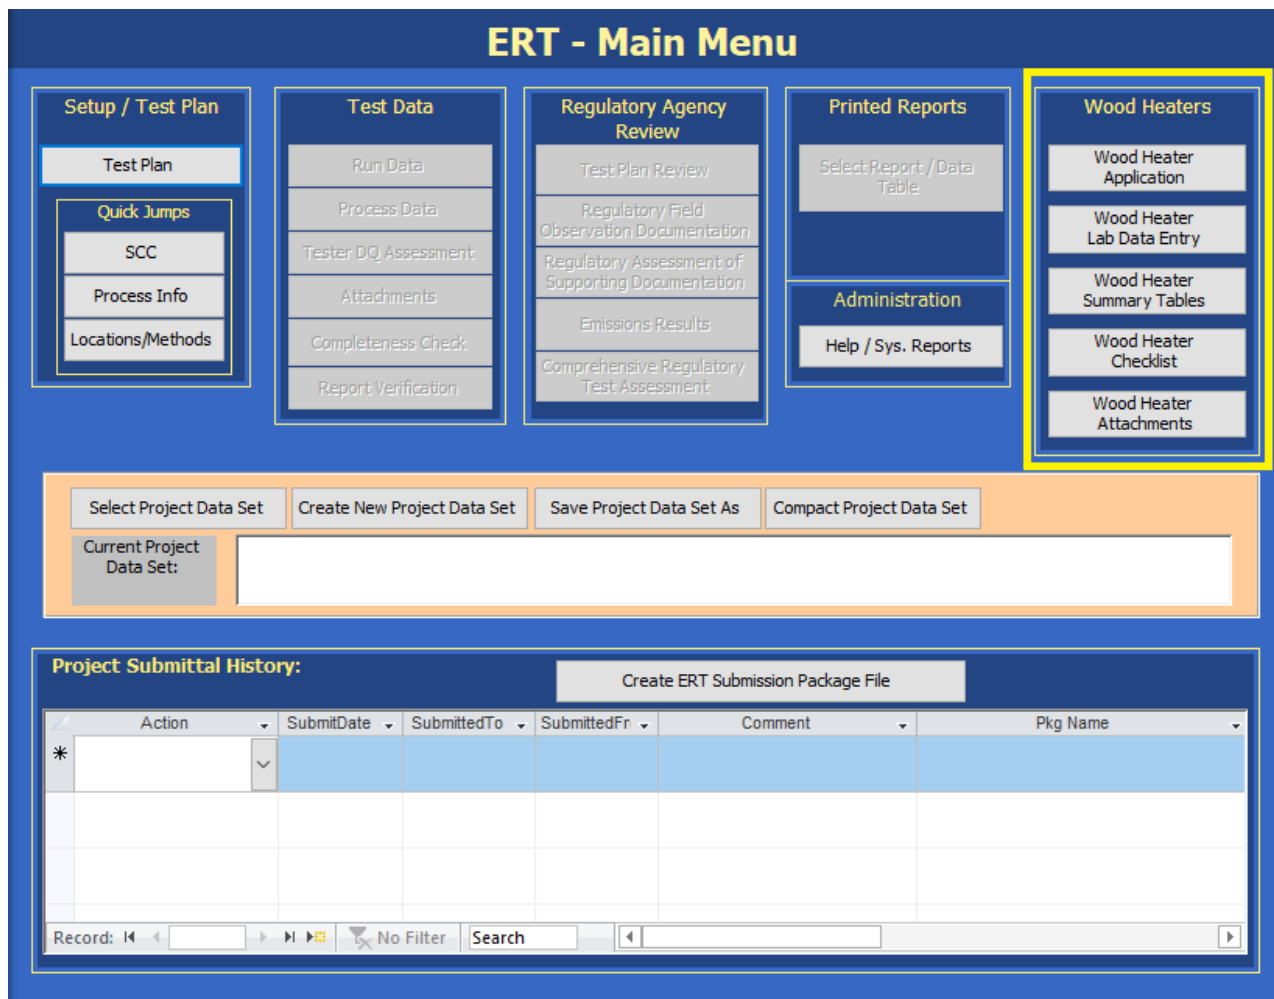 ERT - Main Menu
Setup / Test Plan
Test Plan
Quick Jumps
SCC
Process Info
Locations/Methods
Test Data
Run Data
Process Data
Tester DQ Assessment
Attachments
Completeness Check
Report Verification
Regulatory Agency
Review
Test Plan Review
Regulatory Field
Observation Documentation
Regulatory Assessment of
Supporting Documentation
Emissions Results
Comprehensive Regulatory
Test Assessment
Printed Reports
Select Report / Data
Table
Administration
Help / Sys. Reports
Wood Heaters
Wood Heater
Application
Wood Heater
Lab Data Entry
Wood Heater
Summary Tables
Wood Heater
Checklist
Wood Heater
Attachments
Select Project Data Set
Create New Project Data Set
Save Project Data Set As
Compact Project Data Set
Current Project
Data Set:
Project Submittal History:
Create ERT Submission Package File
Action SubmitDate SubmittedTo SubmittedFr Comment Pkg Name
Record: No Filter Search